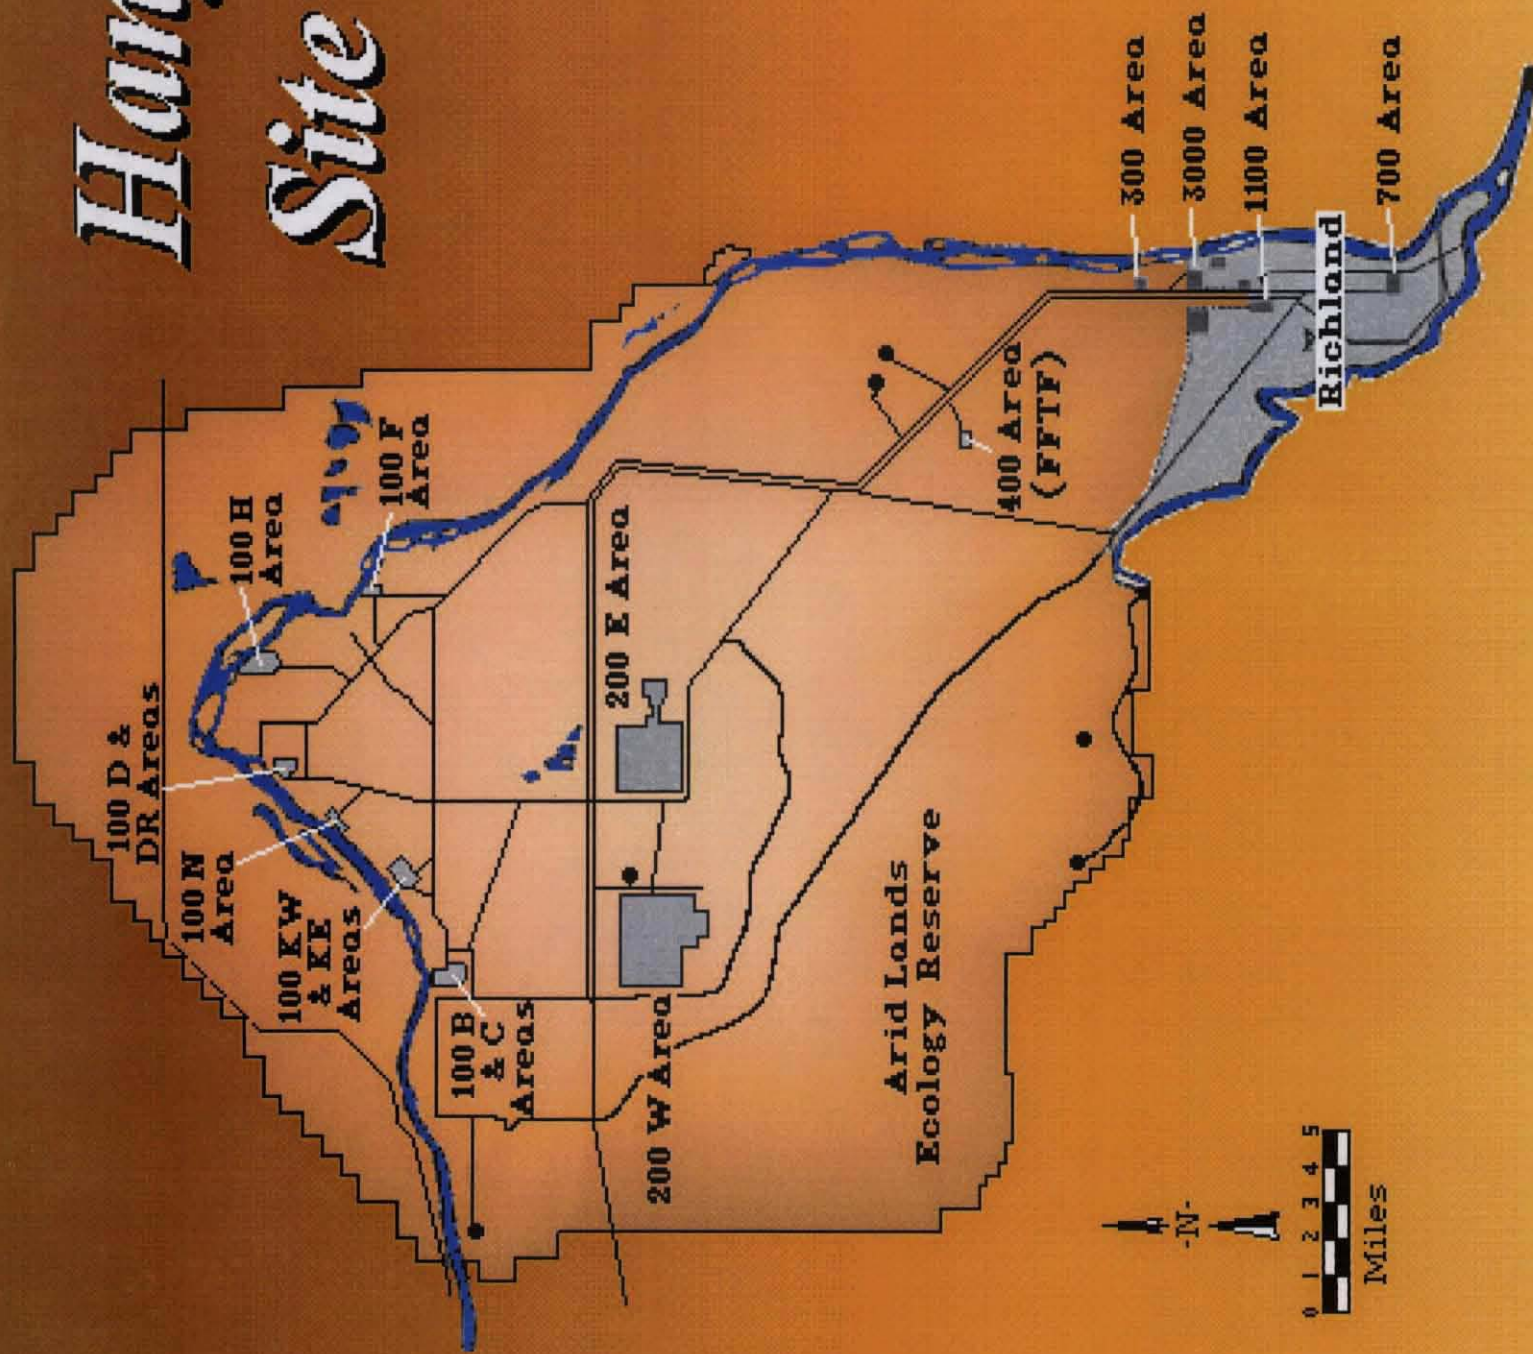 Site
100 D &
DR Areas
100 N
Area
100 KW
& KE
Areas
100 B
& C
Areas
100 H
Area
100 F
Area
200 E Area
200 W Area
Arid Lands
Ecology Reserve
400 Area
(FFTF)
300 Area
3000 Area
1100 Area
700 Area
Richland
-N-
0 1 2 3 4 5
Miles